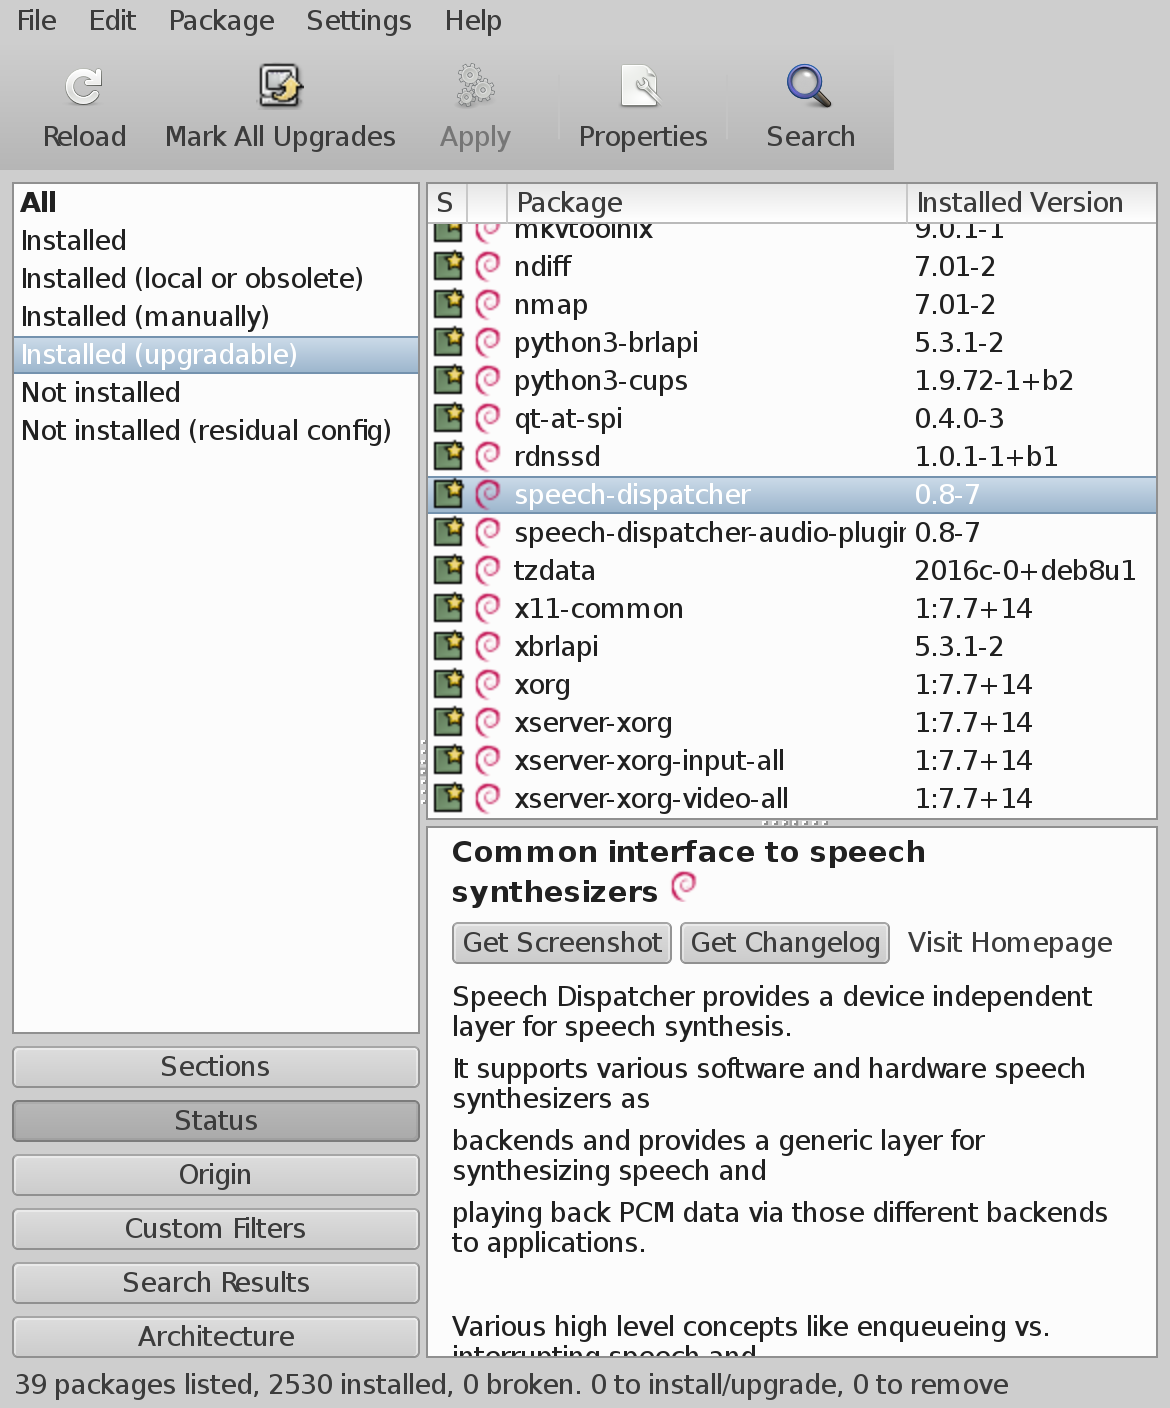 File Edit Package Settings Help
Reload Mark All Upgrades Apply Properties Search
All
Installed
Installed (local or obsolete)
Installed (manually)
Installed (upgradable)
Not installed
Not installed (residual config)
Sections
Status
Origin
Custom Filters
Search Results
Architecture
S Package Installed Version
mkvtoolnix 9.0.1-1
ndiff 7.01-2
nmap 7.01-2
python3-brlapi 5.3.1-2
python3-cups 1.9.72-1+b2
qt-at-spi 0.4.0-3
rdnssd 1.0.1-1+b1
speech-dispatcher 0.8-7
speech-dispatcher-audio-plugin 0.8-7
tzdata 2016c-0+deb8u1
x11-common 1:7.7+14
xbrlapi 5.3.1-2
xorg 1:7.7+14
xserver-xorg 1:7.7+14
xserver-xorg-input-all 1:7.7+14
xserver-xorg-video-all 1:7.7+14
Common interface to speech
synthesizers
Get Screenshot Get Changelog Visit Homepage
Speech Dispatcher provides a device independent
layer for speech synthesis.
It supports various software and hardware speech
synthesizers as
backends and provides a generic layer for
synthesizing speech and
playing back PCM data via those different backends
to applications.
Various high level concepts like enqueueing vs.
interrupting speech and
39 packages listed, 2530 installed, 0 broken. 0 to install/upgrade, 0 to remove